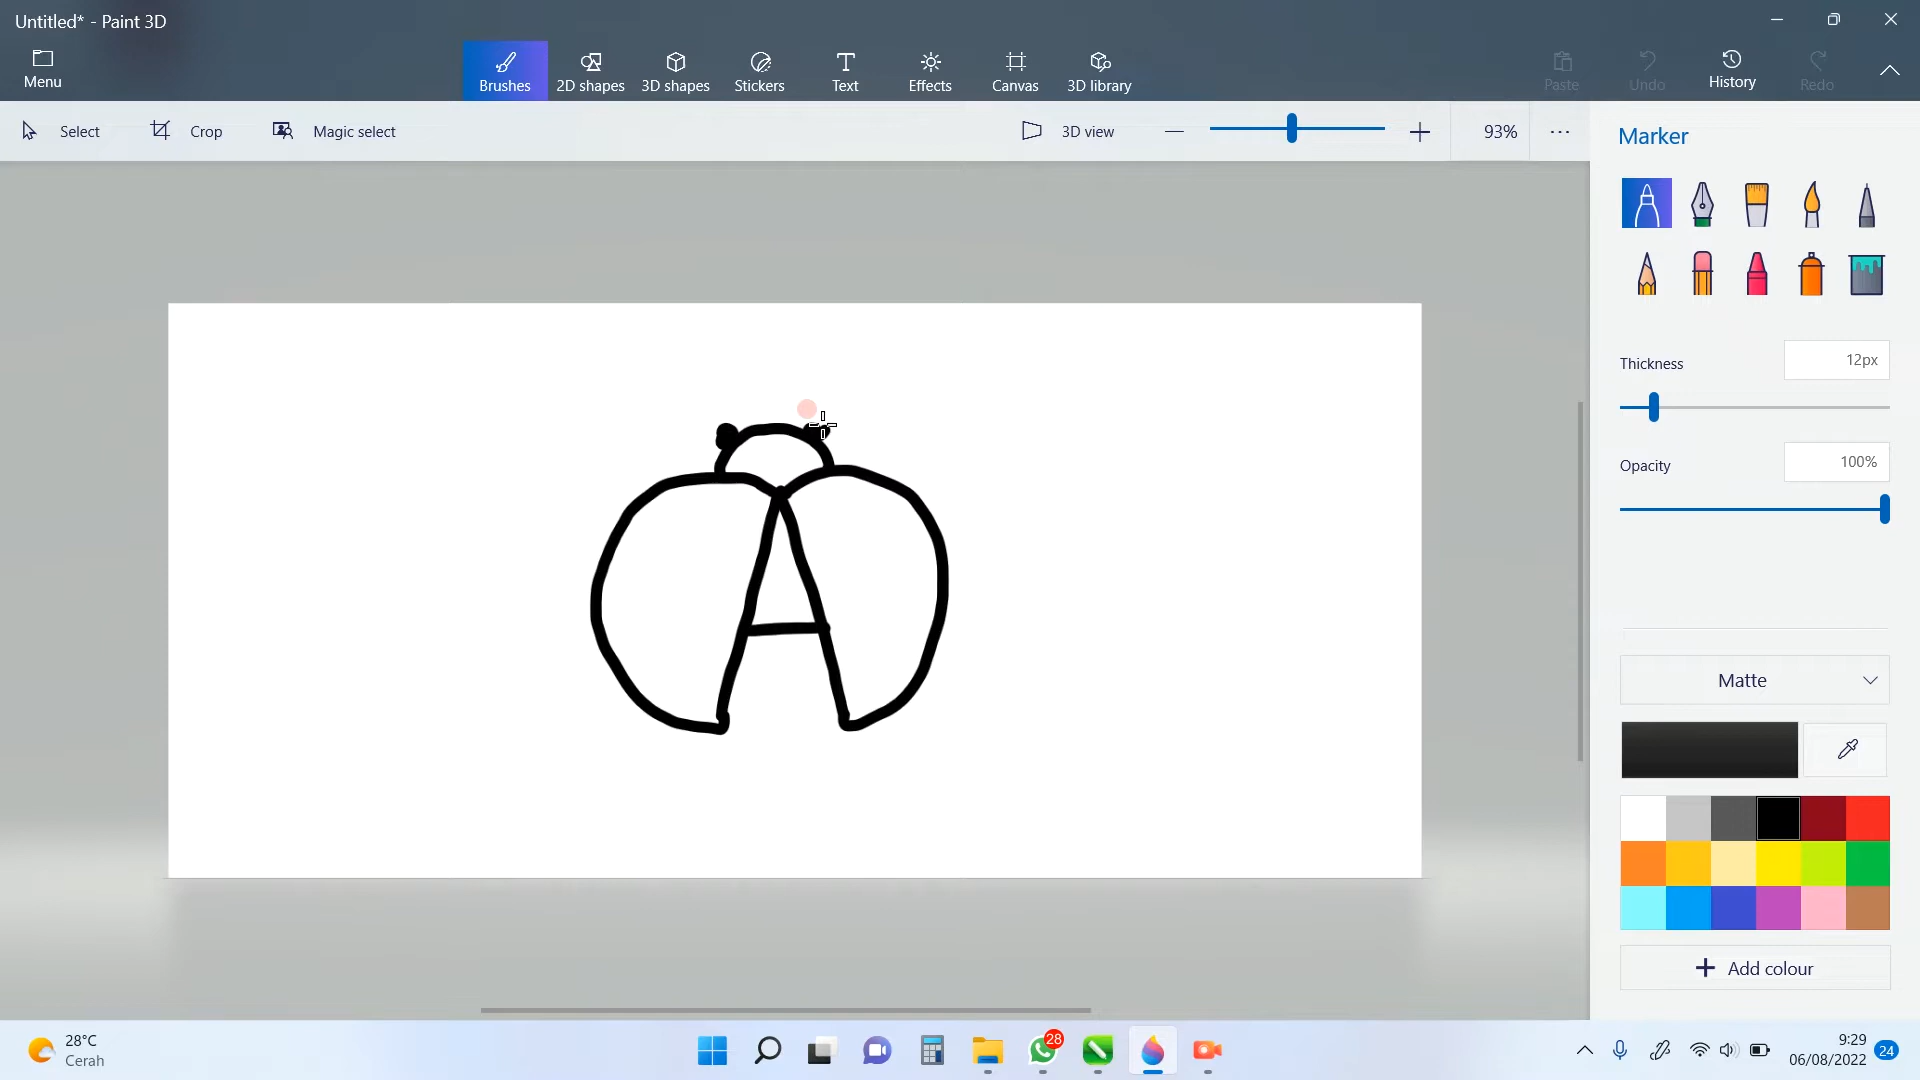 Untitled* - Paint 3D
Menu
Brushes
2D shapes
3D shapes
Stickers
Text
Effects
Canvas
3D library
Paste
Undo
History
Redo
Select
Crop
Magic select
3D view
93%
Marker
Thickness
12px
Opacity
100%
A
Matte
Add colour
28°C
Cerah
28
9:29
06/08/2022
24